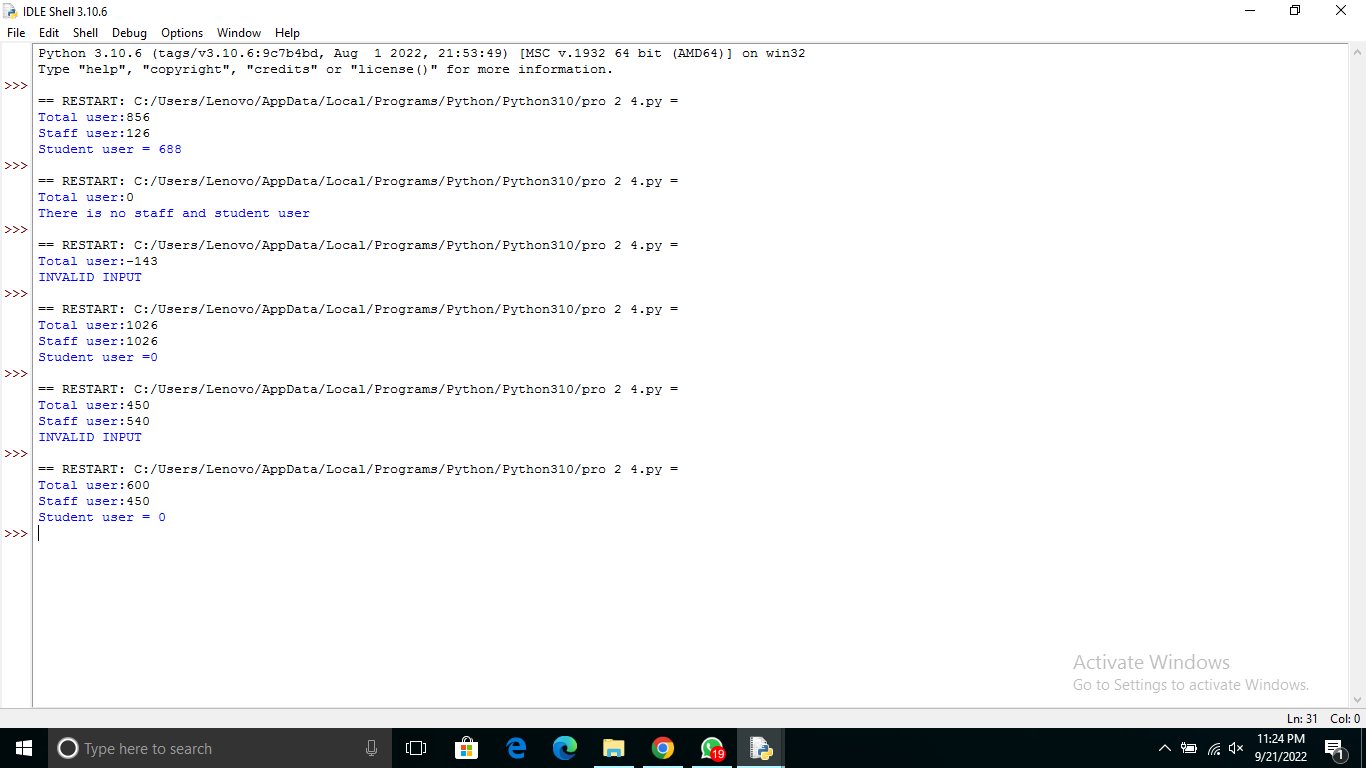 IDLE Shell 3.10.6
File Edit Shell Debug Options Window Help
Python 3.10.6 (tags/v3.10.6:9c7b4bd, Aug  1 2022, 21:53:49) [MSC v.1932 64 bit (AMD64)] on win32
Type "help", "copyright", "credits" or "license()" for more information.
>>>
== RESTART: C:/Users/Lenovo/AppData/Local/Programs/Python/Python310/pro 2 4.py =
Total user:856
Staff user:126
Student user = 688
>>>
== RESTART: C:/Users/Lenovo/AppData/Local/Programs/Python/Python310/pro 2 4.py =
Total user:0
There is no staff and student user
>>>
== RESTART: C:/Users/Lenovo/AppData/Local/Programs/Python/Python310/pro 2 4.py =
Total user:-143
INVALID INPUT
>>>
== RESTART: C:/Users/Lenovo/AppData/Local/Programs/Python/Python310/pro 2 4.py =
Total user:1026
Staff user:1026
Student user =0
>>>
== RESTART: C:/Users/Lenovo/AppData/Local/Programs/Python/Python310/pro 2 4.py =
Total user:450
Staff user:540
INVALID INPUT
>>>
== RESTART: C:/Users/Lenovo/AppData/Local/Programs/Python/Python310/pro 2 4.py =
Total user:600
Staff user:450
Student user = 0
>>>
Activate Windows
Go to Settings to activate Windows.
Ln: 31 Col: 0
Type here to search
19
11:24 PM
9/21/2022
1